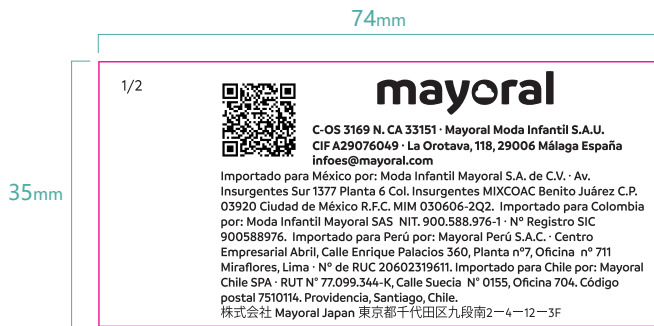 74mm
1/2
mayoral
C-OS 3169 N. CA 33151 · Mayoral Moda Infantil S.A.U.
CIF A29076049 · La Orotava, 118, 29006 Málaga España
infoes@mayoral.com
35mm
Importado para México por: Moda Infantil Mayoral S.A. de C.V. · Av.
Insurgentes Sur 1377 Planta 6 Col. Insurgentes MIXCOAC Benito Juárez C.P.
03920 Ciudad de México R.F.C. MIM 030606-2Q2. Importado para Colombia
por: Moda Infantil Mayoral SAS NIT. 900.588.976-1 · Nº Registro SIC
900588976. Importado para Perú por: Mayoral Perú S.A.C. · Centro
Empresarial Abril, Calle Enrique Palacios 360, Planta nº7, Oficina nº 711
Miraflores, Lima · Nº de RUC 20602319611. Importado para Chile por: Mayoral
Chile SPA · RUT N° 77.099.344-K, Calle Suecia N° 0155, Oficina 704. Código
postal 7510114. Providencia, Santiago, Chile.
株式会社 Mayoral Japan 東京都千代田区九段南2ー4ー12ー3F